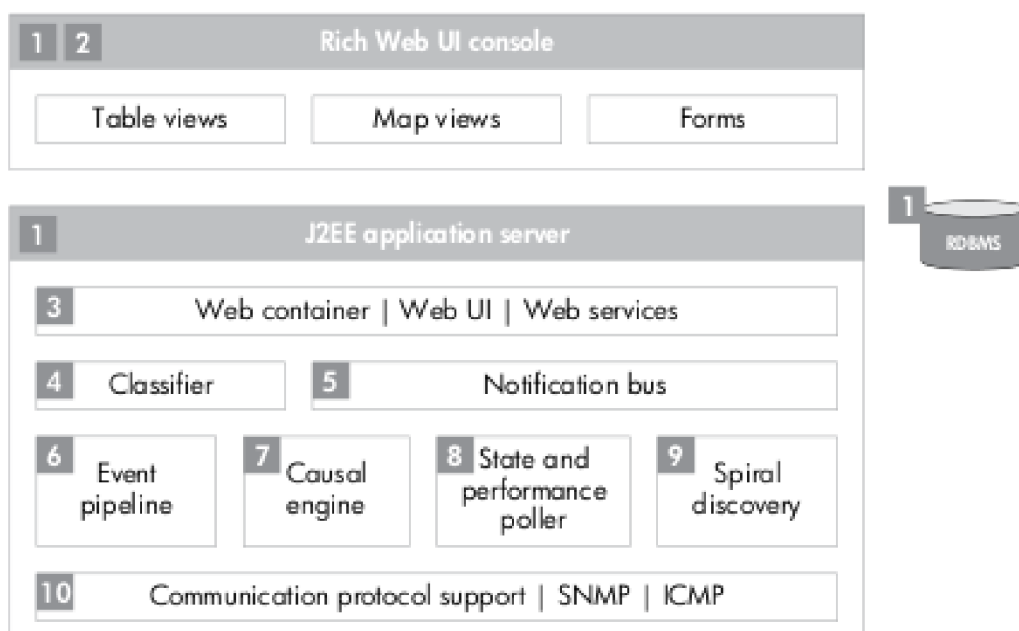 1 2 Rich Web UI console
Table views
Map views
Forms
1 J2EE application server
1
RDBMS
3 Web container | Web UI | Web services
4 Classifier
5 Notification bus
6 Event
pipeline
7 Causal
engine
8 State and
performance
poller
9 Spiral
discovery
10 Communication protocol support | SNMP | ICMP